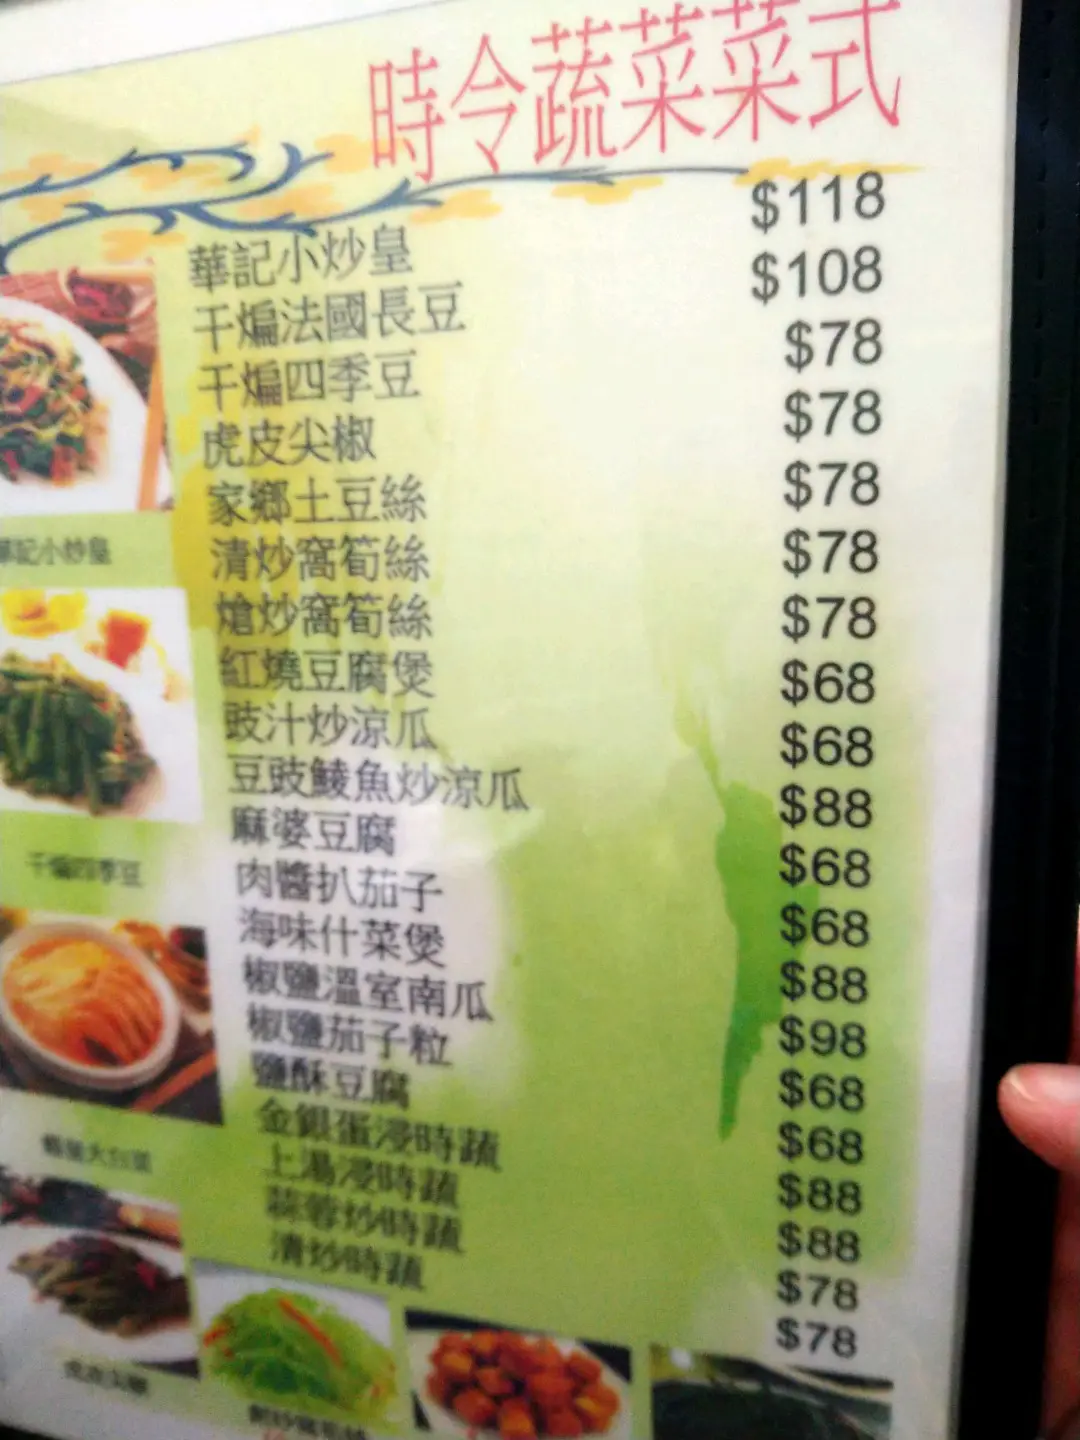 時令蔬菜菜式
華記小炒皇 $118
干煸法國長豆 $108
干煸四季豆 $78
虎皮尖椒 $78
家鄉土豆絲 $78
清炒窩筍絲 $78
熗炒窩筍絲 $78
紅燒豆腐煲 $68
豉汁炒涼瓜 $68
豆豉鯪魚炒涼瓜 $88
麻婆豆腐 $68
肉醬扒茄子 $68
海味什菜煲 $88
椒鹽溫室南瓜 $98
椒鹽茄子粒 $68
鹽酥豆腐 $68
金銀蛋浸時蔬 $88
上湯浸時蔬 $88
蒜蓉炒時蔬 $78
清炒時蔬 $78
華記小炒皇
干煸四季豆